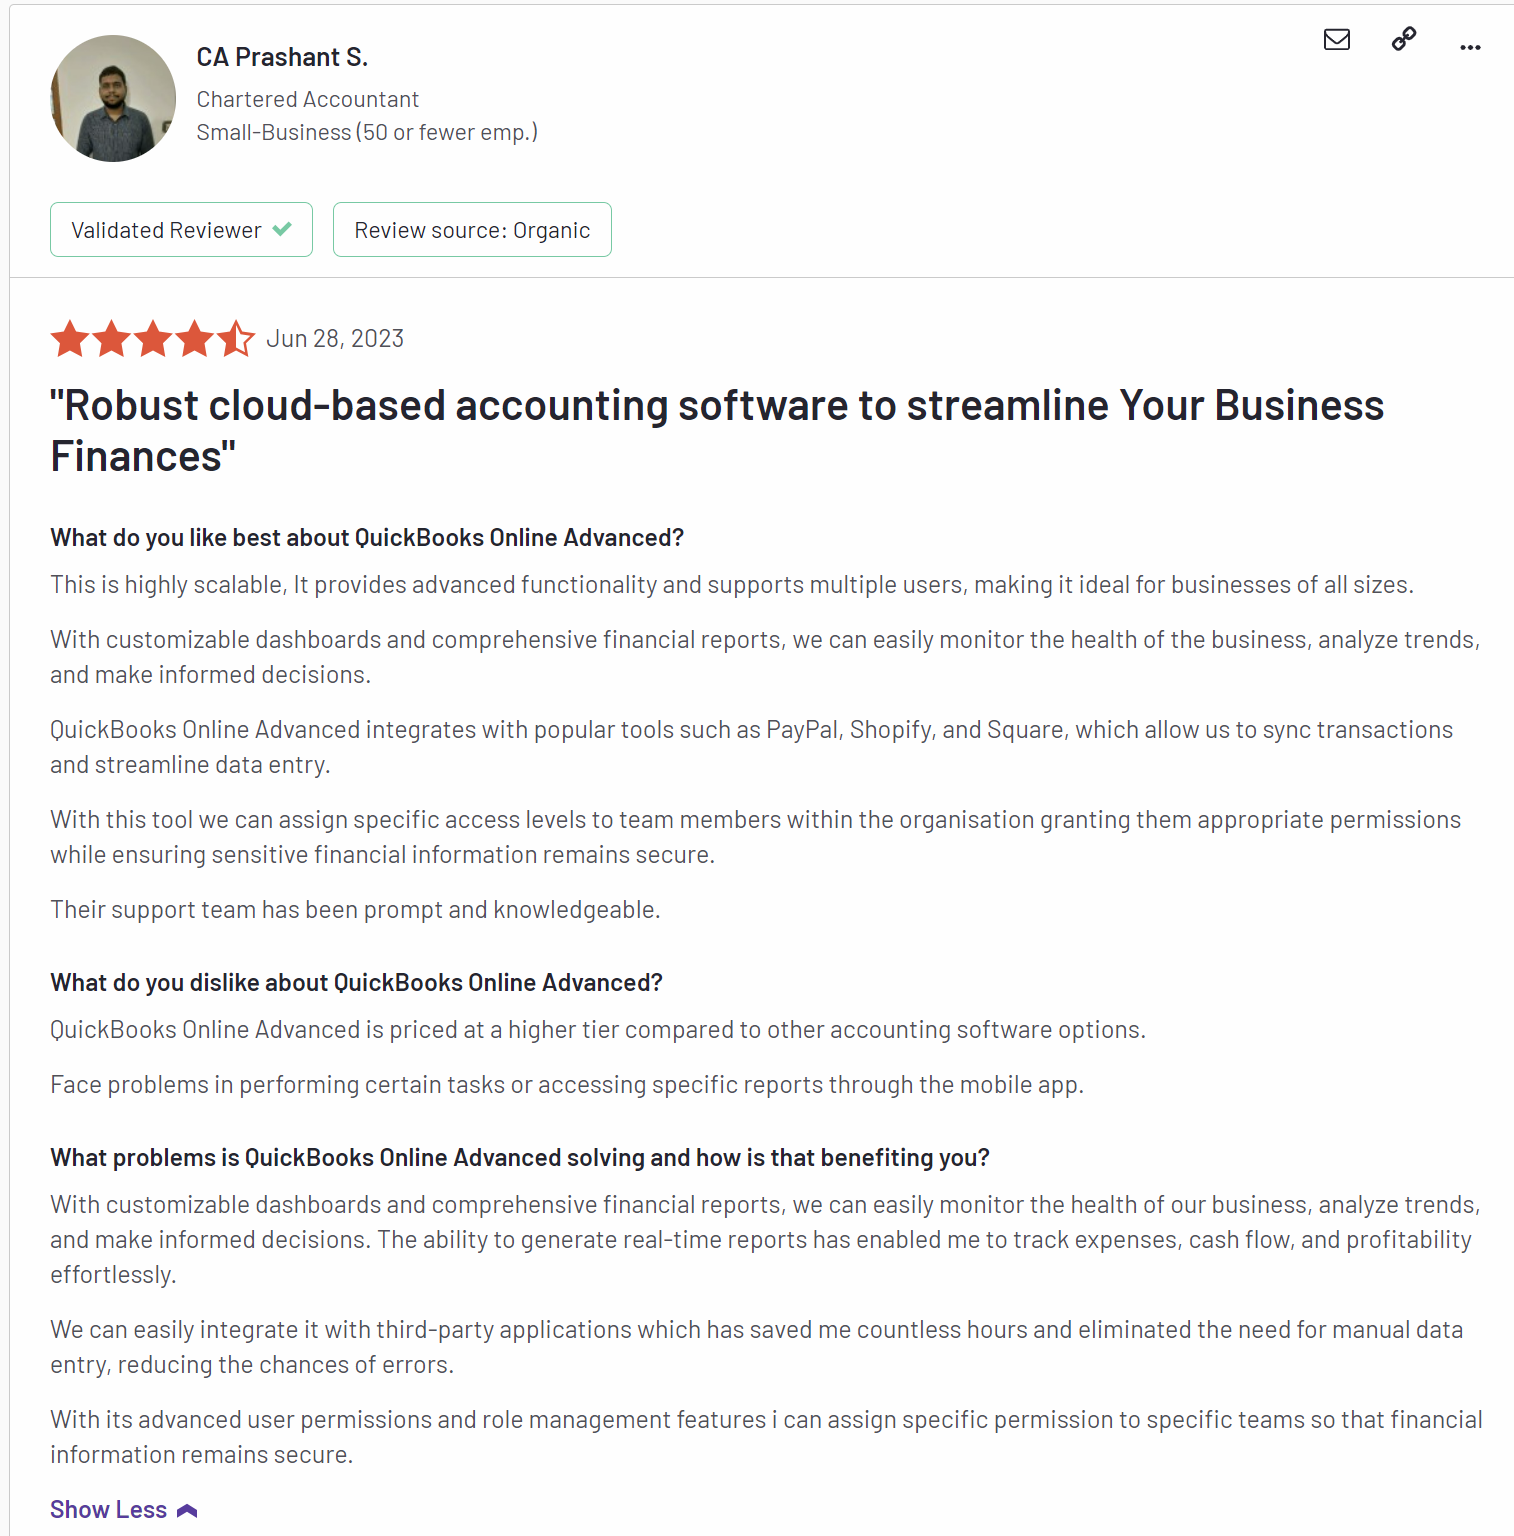 CA Prashant S.
Chartered Accountant
Small-Business (50 or fewer emp.)
Validated Reviewer
Review source: Organic
Jun 28, 2023
"Robust cloud-based accounting software to streamline Your Business
Finances"
What do you like best about QuickBooks Online Advanced?
This is highly scalable, It provides advanced functionality and supports multiple users, making it ideal for businesses of all sizes.
With customizable dashboards and comprehensive financial reports, we can easily monitor the health of the business, analyze trends,
and make informed decisions.
QuickBooks Online Advanced integrates with popular tools such as PayPal, Shopify, and Square, which allow us to sync transactions
and streamline data entry.
With this tool we can assign specific access levels to team members within the organisation granting them appropriate permissions
while ensuring sensitive financial information remains secure.
Their support team has been prompt and knowledgeable.
What do you dislike about QuickBooks Online Advanced?
QuickBooks Online Advanced is priced at a higher tier compared to other accounting software options.
Face problems in performing certain tasks or accessing specific reports through the mobile app.
What problems is QuickBooks Online Advanced solving and how is that benefiting you?
With customizable dashboards and comprehensive financial reports, we can easily monitor the health of our business, analyze trends,
and make informed decisions. The ability to generate real-time reports has enabled me to track expenses, cash flow, and profitability
effortlessly.
We can easily integrate it with third-party applications which has saved me countless hours and eliminated the need for manual data
entry, reducing the chances of errors.
With its advanced user permissions and role management features i can assign specific permission to specific teams so that financial
information remains secure.
Show Less